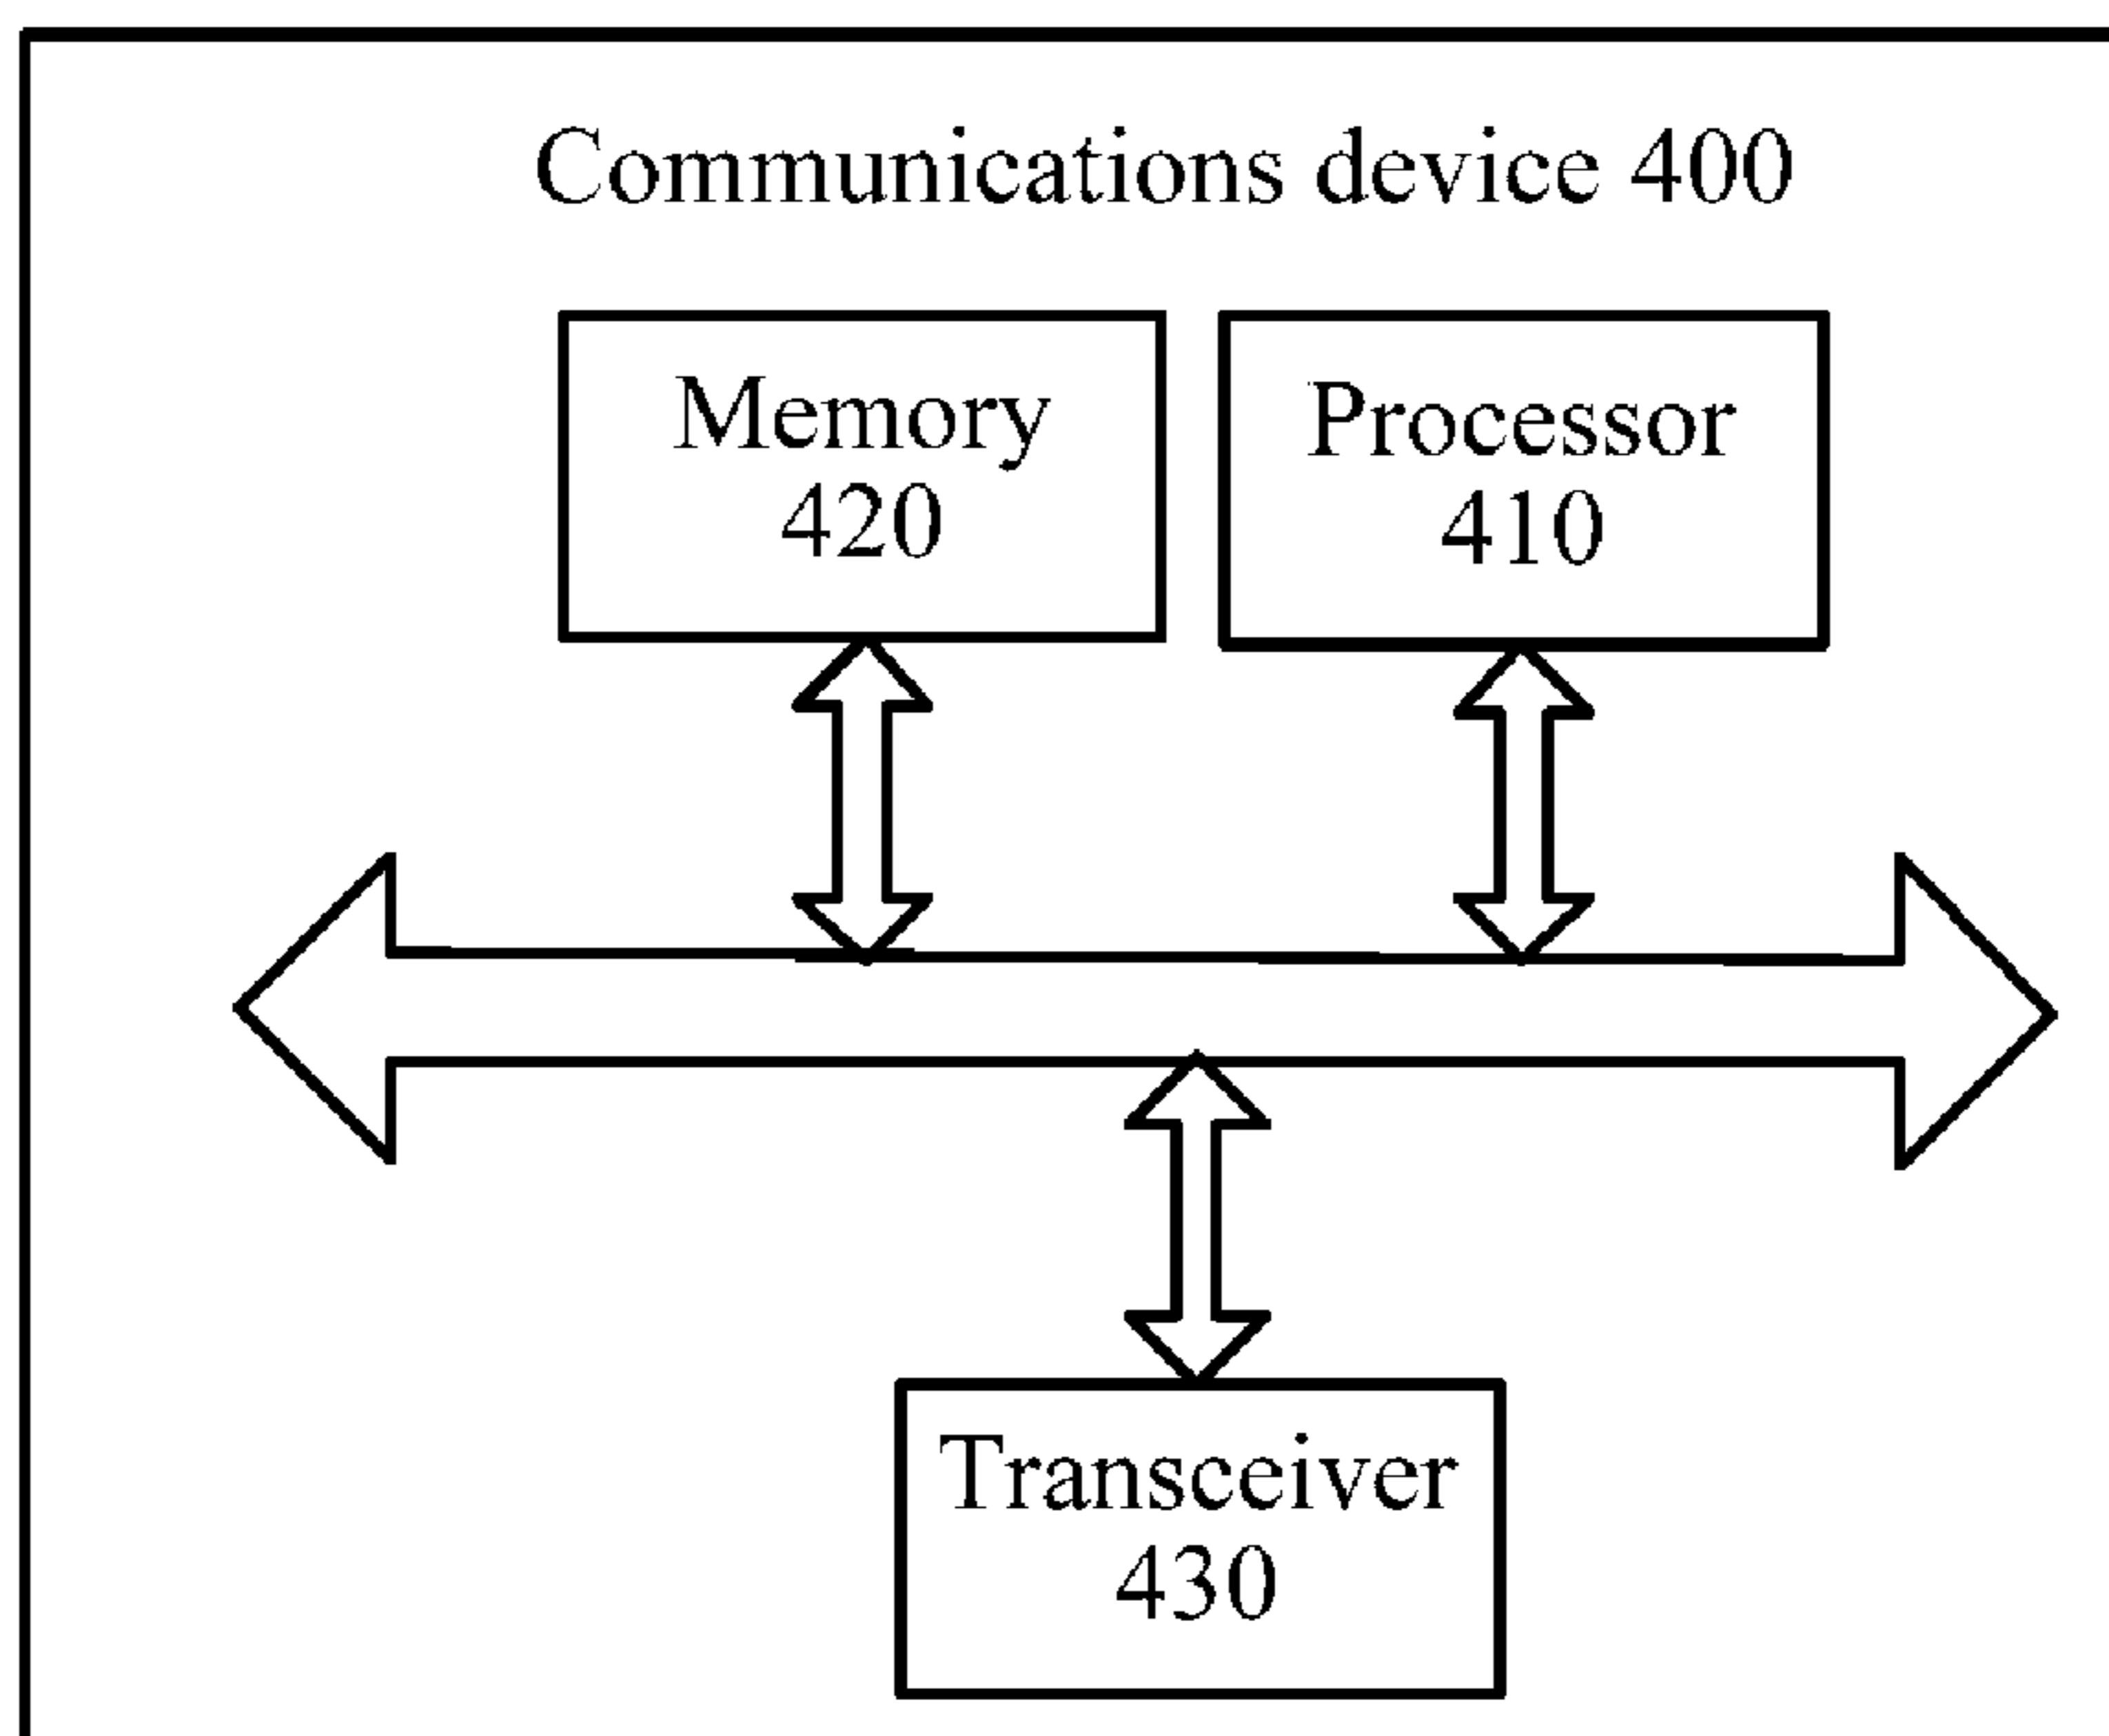 Communications device 400
Memory
420
Processor
410
Transceiver
430